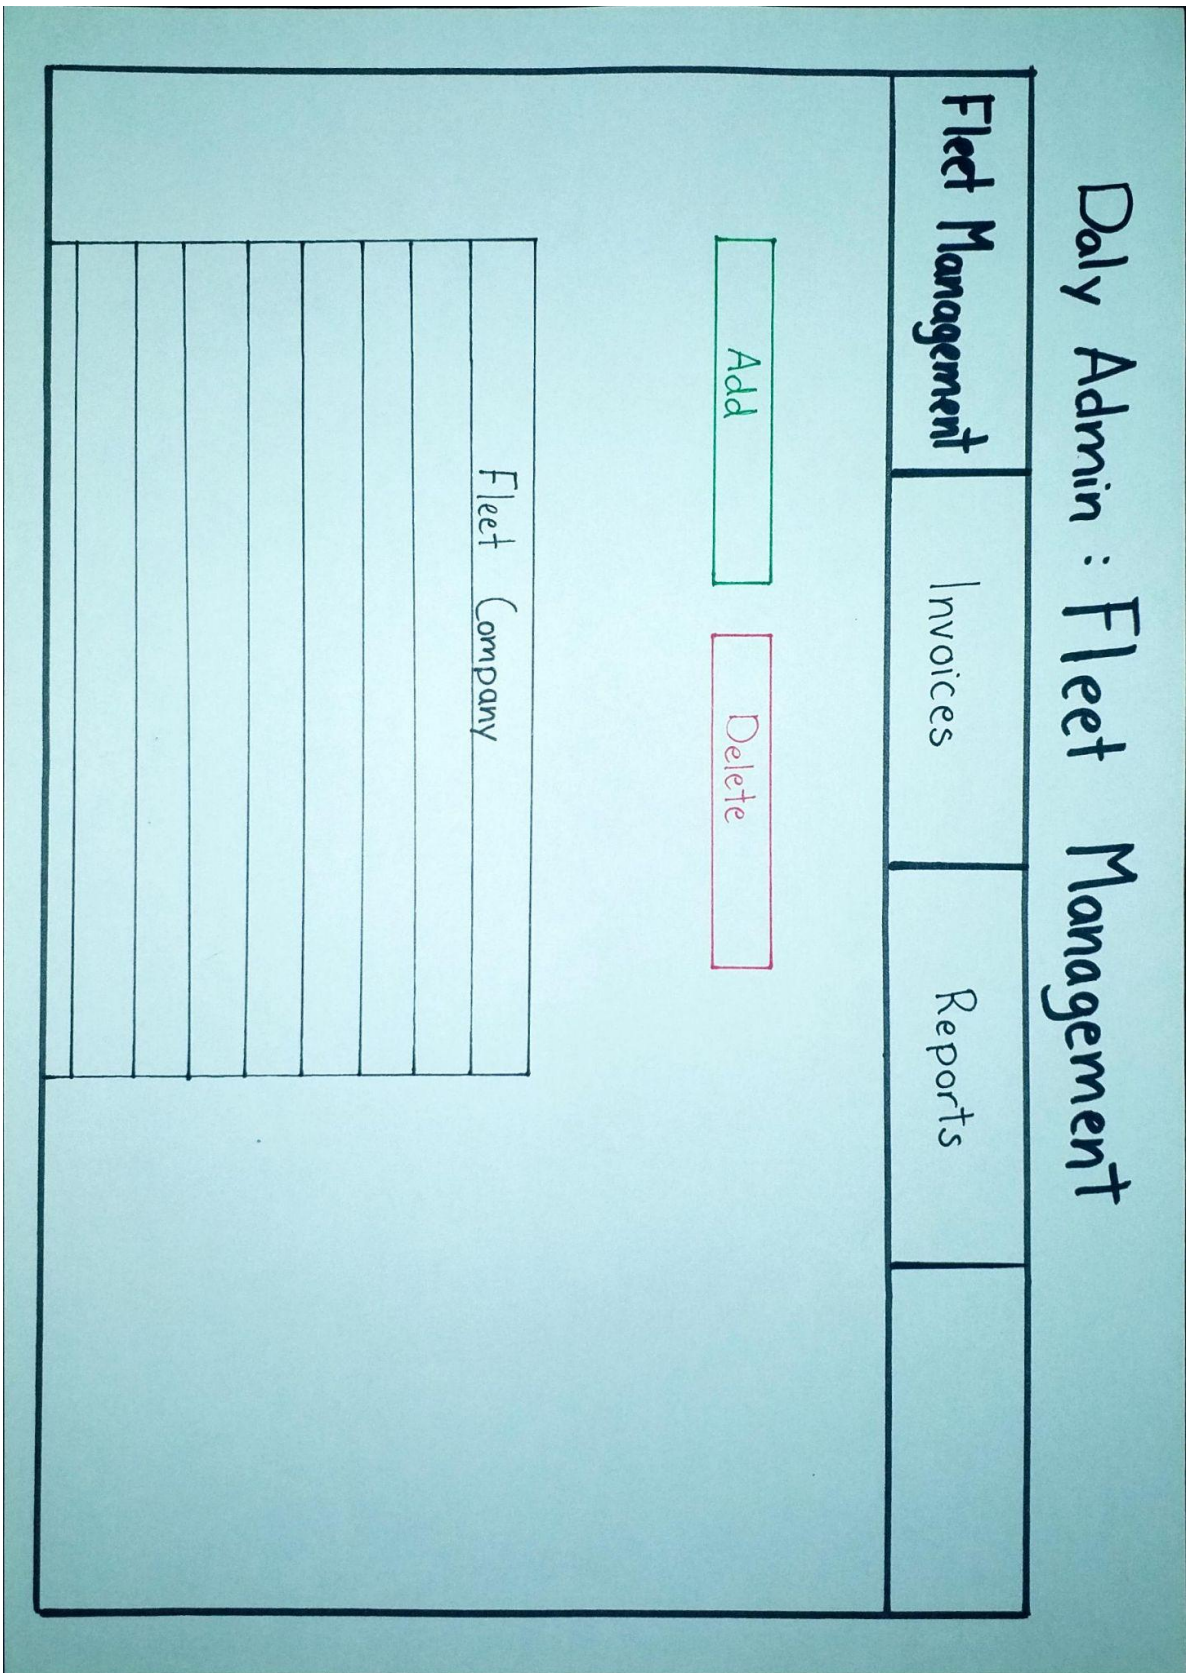 Daly Admin : Fleet Management
Fleet Management
Invoices
Reports
Add
Delete
Fleet Company